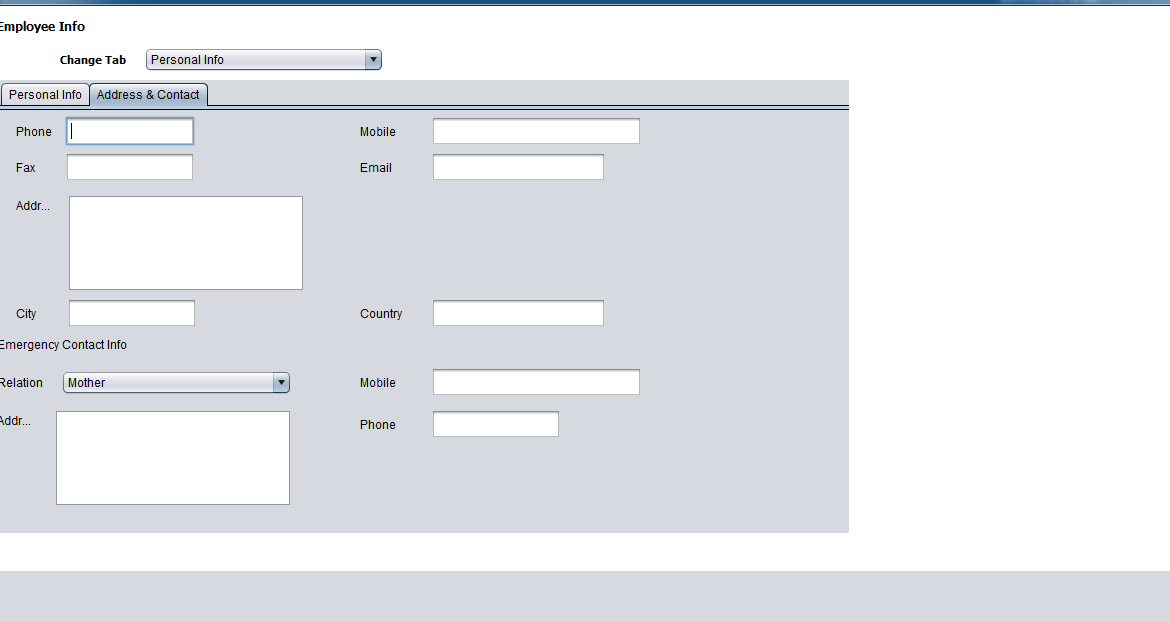 Employee Info
Change Tab Personal Info
Personal Info Address & Contact
Phone Mobile
Fax Email
Addr...
City Country
Emergency Contact Info
Relation Mother Mobile
Addr... Phone